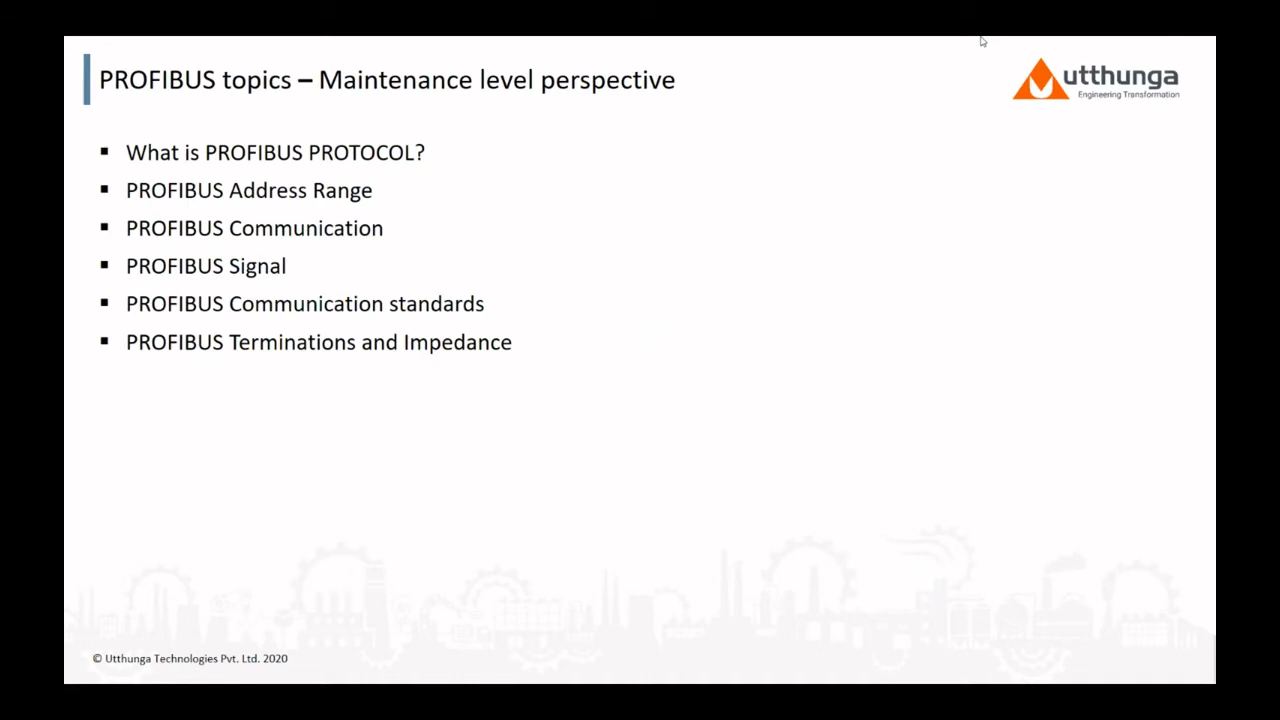 PROFIBUS topics – Maintenance level perspective
utthunga
Engineering Transformation
▪ What is PROFIBUS PROTOCOL?
▪ PROFIBUS Address Range
▪ PROFIBUS Communication
▪ PROFIBUS Signal
▪ PROFIBUS Communication standards
▪ PROFIBUS Terminations and Impedance
© Utthunga Technologies Pvt. Ltd. 2020